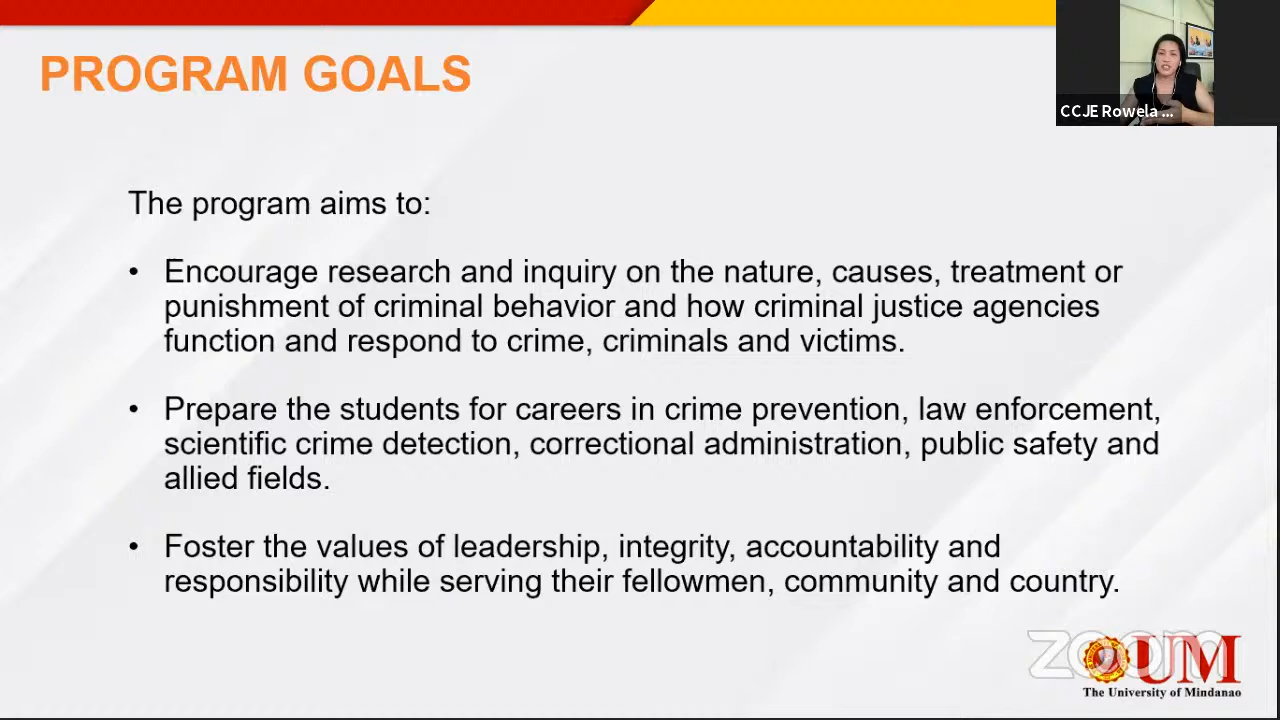 PROGRAM GOALS
CCJE Rowela ...
The program aims to:
• Encourage research and inquiry on the nature, causes, treatment or
punishment of criminal behavior and how criminal justice agencies
function and respond to crime, criminals and victims.
• Prepare the students for careers in crime prevention, law enforcement,
scientific crime detection, correctional administration, public safety and
allied fields.
• Foster the values of leadership, integrity, accountability and
responsibility while serving their fellowmen, community and country.
zoom
UM
The University of Mindanao